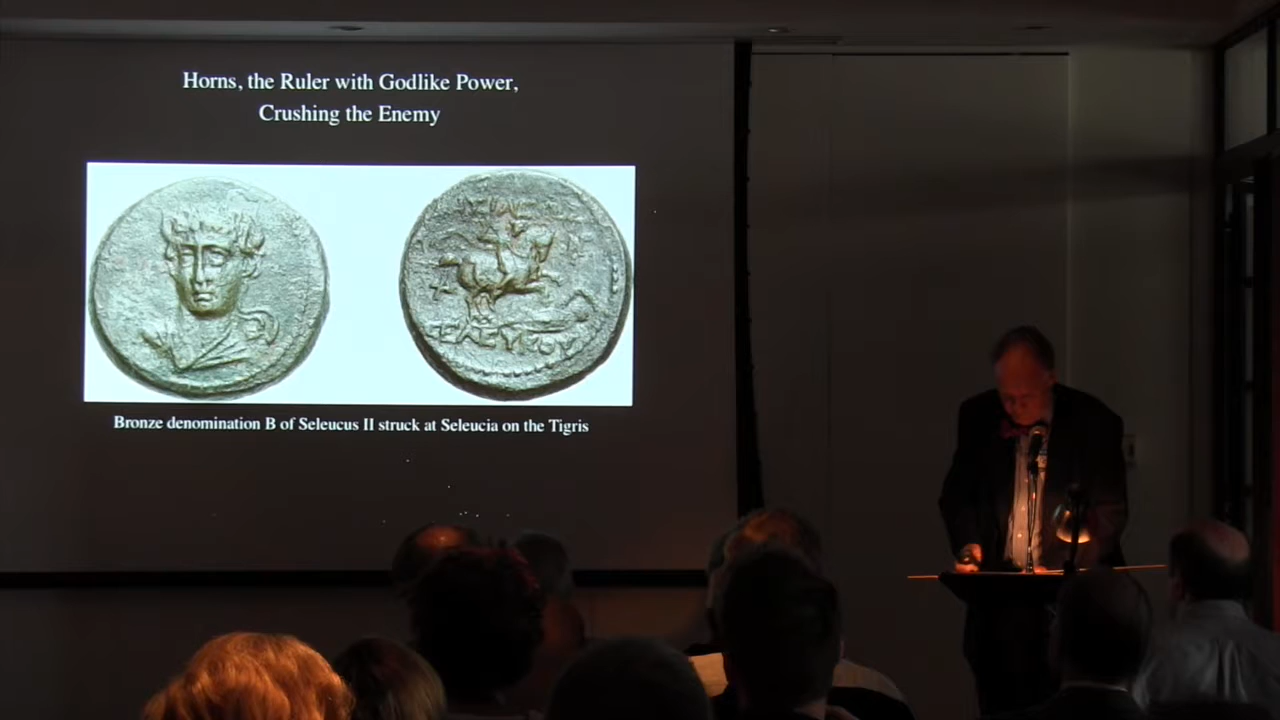 Horns, the Ruler with Godlike Power,
Crushing the Enemy
ΣΕΛΕΥΚΟΥ
Bronze denomination B of Seleucus II struck at Seleucia on the Tigris